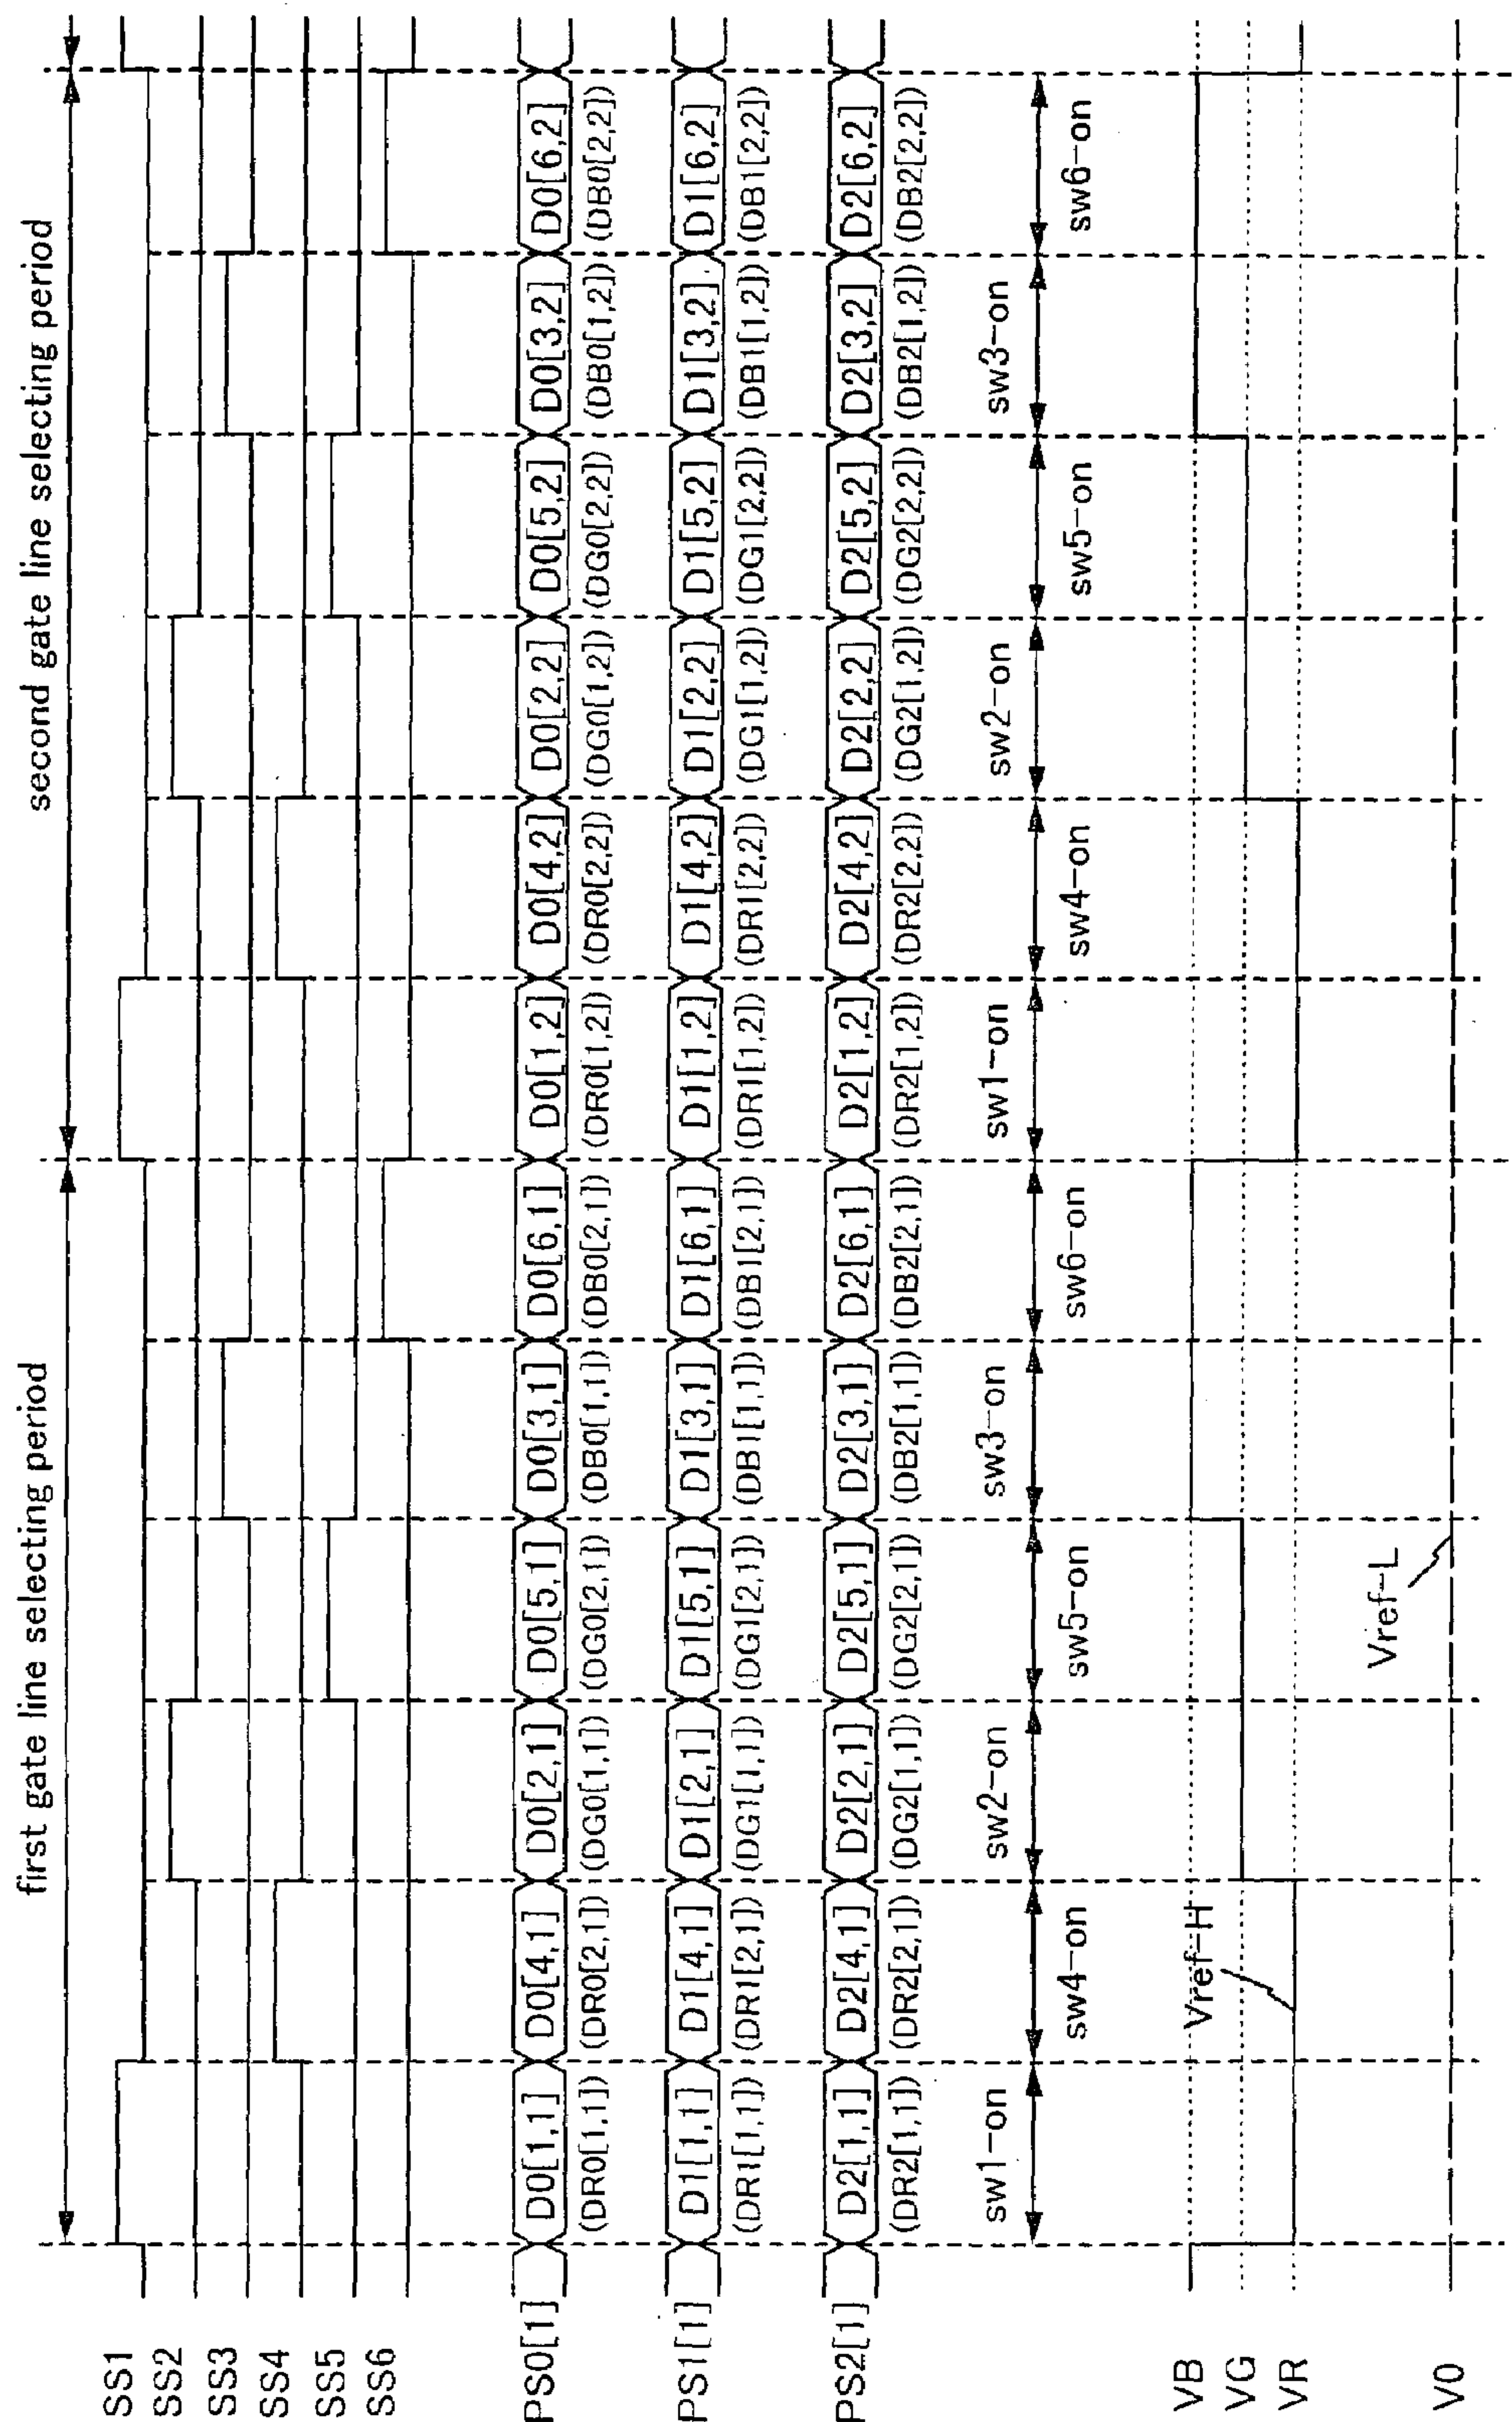 first gate line selecting period
second gate line selecting period
SS1
SS2
SS3
SS4
SS5
SS6
PS0[1] D0[1,1] D0[4,1] D0[2,1] D0[5,1] D0[3,1] D0[6,1] D0[1,2] D0[4,2] D0[2,2] D0[5,2] D0[3,2] D0[6,2]
(DR0[1,1]) (DR0[2,1]) (DG0[1,1]) (DG0[2,1]) (DB0[1,1]) (DB0[2,1]) (DR0[1,2]) (DR0[2,2]) (DG0[1,2]) (DG0[2,2]) (DB0[1,2]) (DB0[2,2])
PS1[1] D1[1,1] D1[4,1] D1[2,1] D1[5,1] D1[3,1] D1[6,1] D1[1,2] D1[4,2] D1[2,2] D1[5,2] D1[3,2] D1[6,2]
(DR1[1,1]) (DR1[2,1]) (DG1[1,1]) (DG1[2,1]) (DB1[1,1]) (DB1[2,1]) (DR1[1,2]) (DR1[2,2]) (DG1[1,2]) (DG1[2,2]) (DB1[1,2]) (DB1[2,2])
PS2[1] D2[1,1] D2[4,1] D2[2,1] D2[5,1] D2[3,1] D2[6,1] D2[1,2] D2[4,2] D2[2,2] D2[5,2] D2[3,2] D2[6,2]
(DR2[1,1]) (DR2[2,1]) (DG2[1,1]) (DG2[2,1]) (DB2[1,1]) (DB2[2,1]) (DR2[1,2]) (DR2[2,2]) (DG2[1,2]) (DG2[2,2]) (DB2[1,2]) (DB2[2,2])
sw1-on sw4-on sw2-on sw5-on sw3-on sw6-on sw1-on sw4-on sw2-on sw5-on sw3-on sw6-on
VB
Vref-H
VG
VR
Vref-L
V0